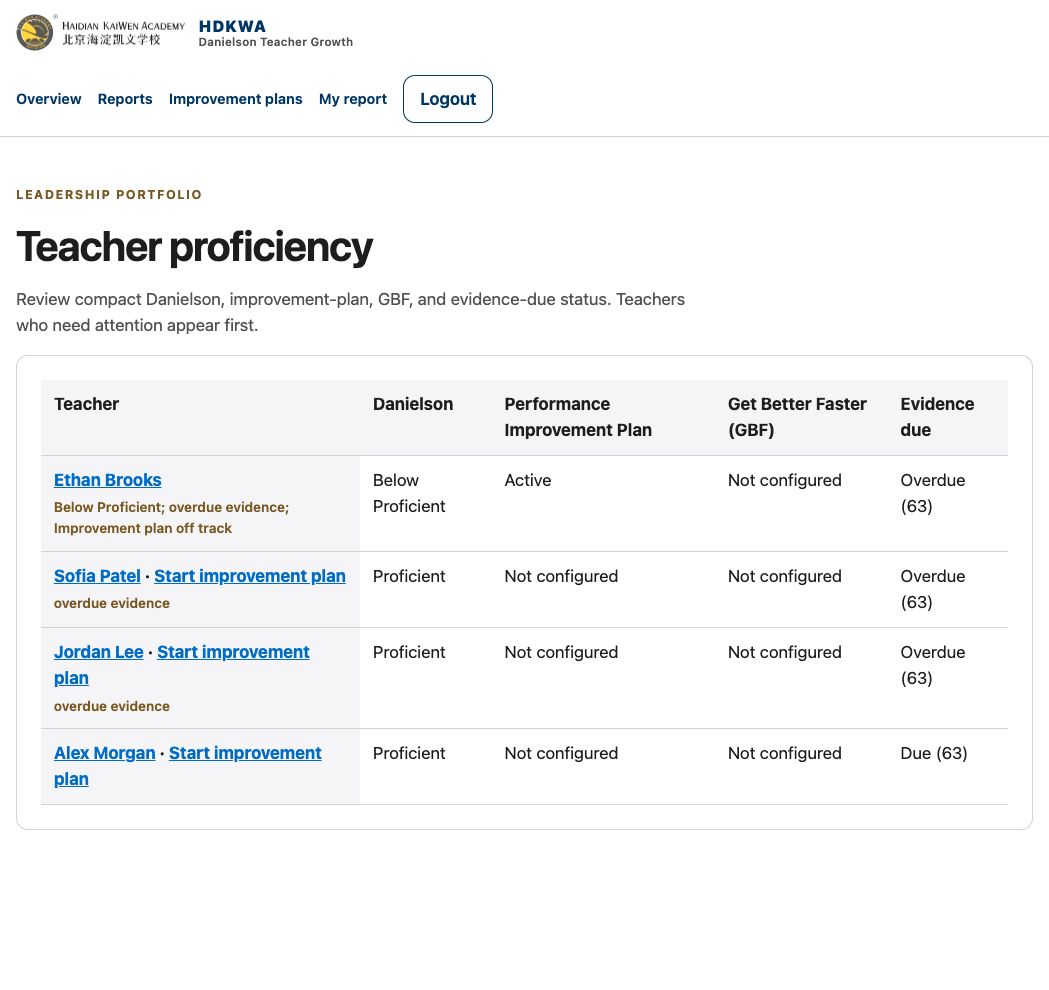 HAIDIAN KAIWEN ACADEMY
北京海淀凯文学校
HDKWA
Danielson Teacher Growth
Overview Reports Improvement plans My report Logout
LEADERSHIP PORTFOLIO
Teacher proficiency
Review compact Danielson, improvement-plan, GBF, and evidence-due status. Teachers
who need attention appear first.
Teacher Danielson Performance Improvement Plan Get Better Faster (GBF) Evidence due
Ethan Brooks Below Proficient Active Not configured Overdue (63)
Below Proficient; overdue evidence;
Improvement plan off track
Sofia Patel · Start improvement plan Proficient Not configured Not configured Overdue (63)
overdue evidence
Jordan Lee · Start improvement plan Proficient Not configured Not configured Overdue (63)
overdue evidence
Alex Morgan · Start improvement plan Proficient Not configured Not configured Due (63)